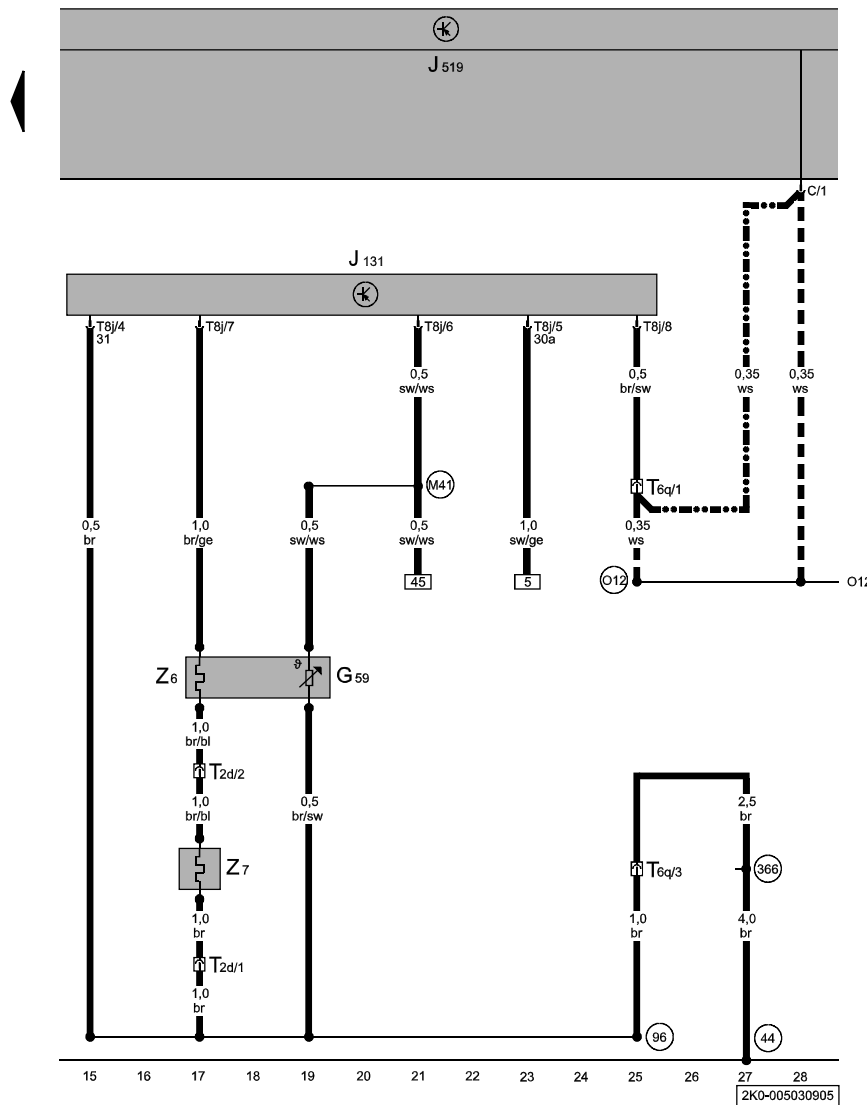 J 519
C/1
J 131
T8j/4
31
T8j/7
T8j/6
T8j/5
30a
T8j/8
0,5
sw/ws
0,5
br/sw
0,35
ws
0,35
ws
M41
T6q/1
0,5
br
1,0
br/ge
0,5
sw/ws
0,5
sw/ws
1,0
sw/ge
0,35
ws
45
5
O12
O12
Z6
ϑ
G59
1,0
br/bl
T2d/2
1,0
br/bl
0,5
br/sw
2,5
br
Z7
T6q/3
366
1,0
br
1,0
br
4,0
br
T2d/1
1,0
br
96
44
15 16 17 18 19 20 21 22 23 24 25 26 27 28
2K0-005030905